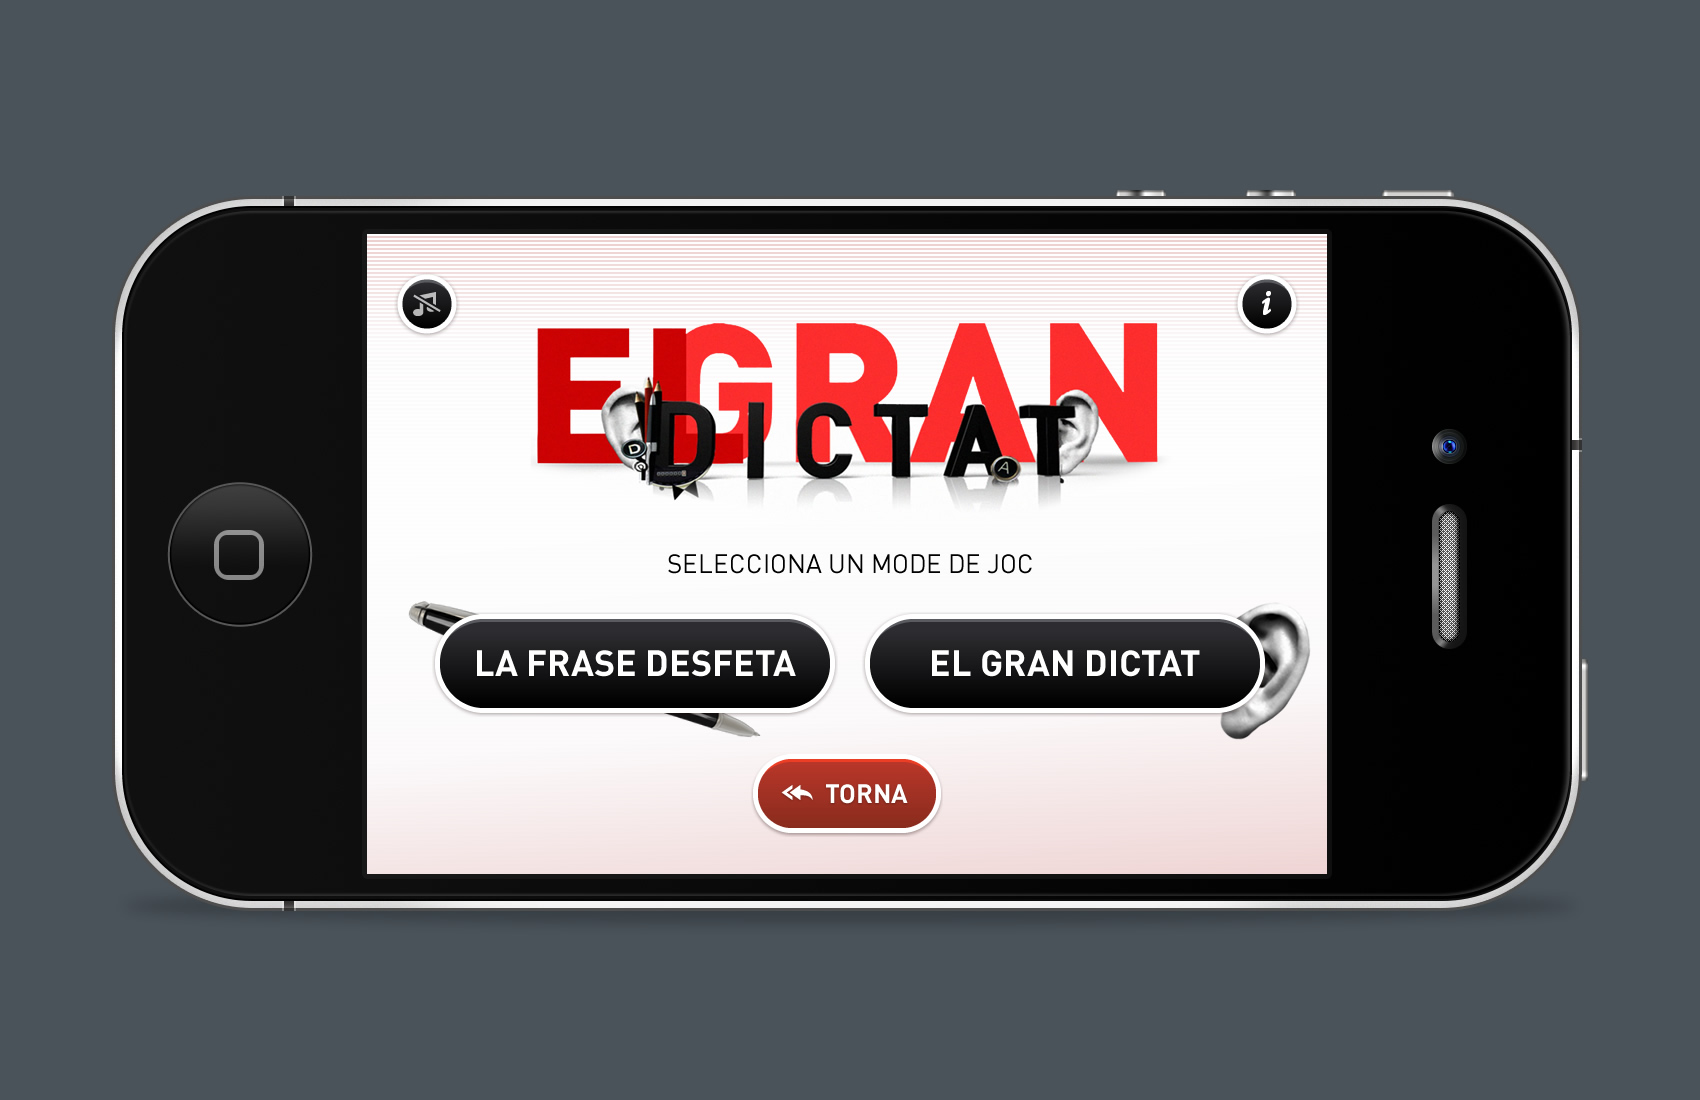 El GRAN
DICTAT
SELECCIONA UN MODE DE JOC
LA FRASE DESFETA
EL GRAN DICTAT
TORNA